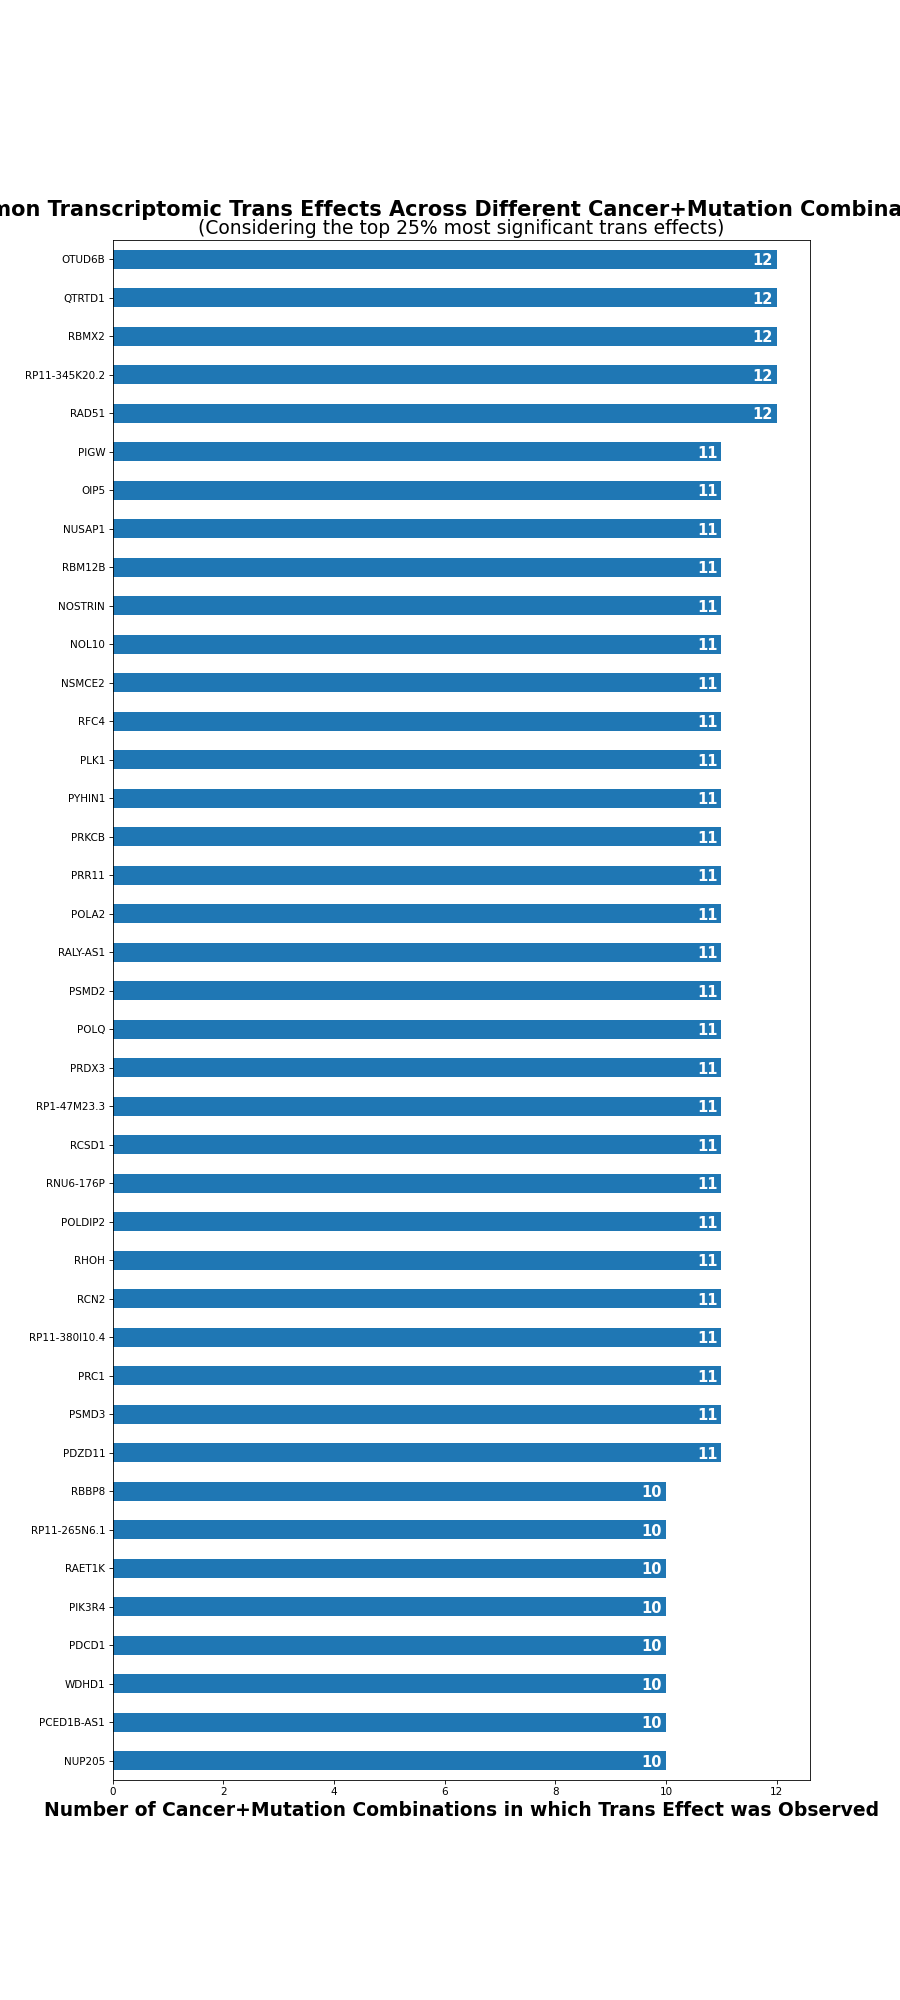 Transcriptomic Trans Effects Across Different Cancer+Mutation
(Considering the top 25% most significant trans effects)
OTUD6B 12
QTRTD1 12
RBMX2 12
RP11-345K20.2 12
RAD51 12
PIGW 11
OIP5 11
NUSAP1 11
RBM12B 11
NOSTRIN 11
NOL10 11
NSMCE2 11
RFC4 11
PLK1 11
PYHIN1 11
PRKCB 11
PRR11 11
POLA2 11
RALY-AS1 11
PSMD2 11
POLQ 11
PRDX3 11
RP1-47M23.3 11
RCSD1 11
RNU6-176P 11
POLDIP2 11
RHOH 11
RCN2 11
RP11-380I10.4 11
PRC1 11
PSMD3 11
PDZD11 11
RBBP8 10
RP11-265N6.1 10
RAET1K 10
PIK3R4 10
PDCD1 10
WDHD1 10
PCED1B-AS1 10
NUP205 10
0 2 4 6 8 10 12
Number of Cancer+Mutation Combinations in which Trans Effect was Observed